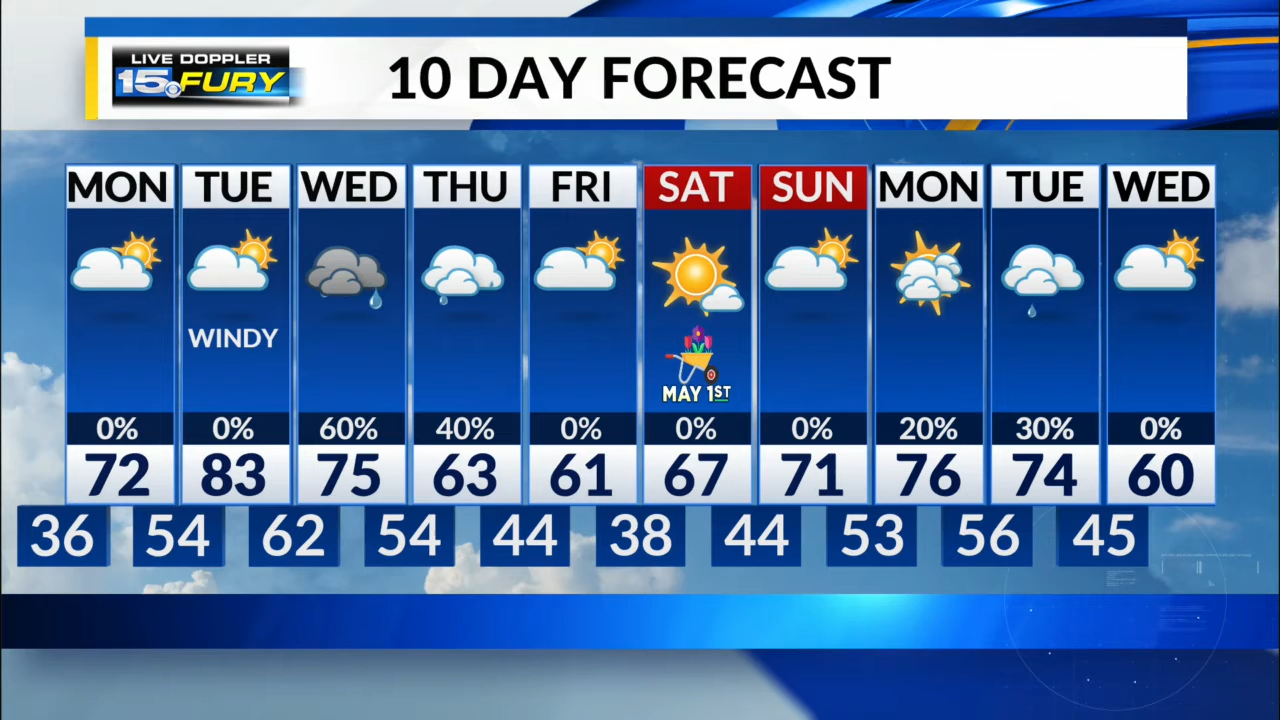 LIVE DOPPLER
15 FURY
10 DAY FORECAST
MON TUE WED THU FRI SAT SUN MON TUE WED
WINDY
MAY 1ST
0% 0% 60% 40% 0% 0% 0% 20% 30% 0%
72 83 75 63 61 67 71 76 74 60
36 54 62 54 44 38 44 53 56 45